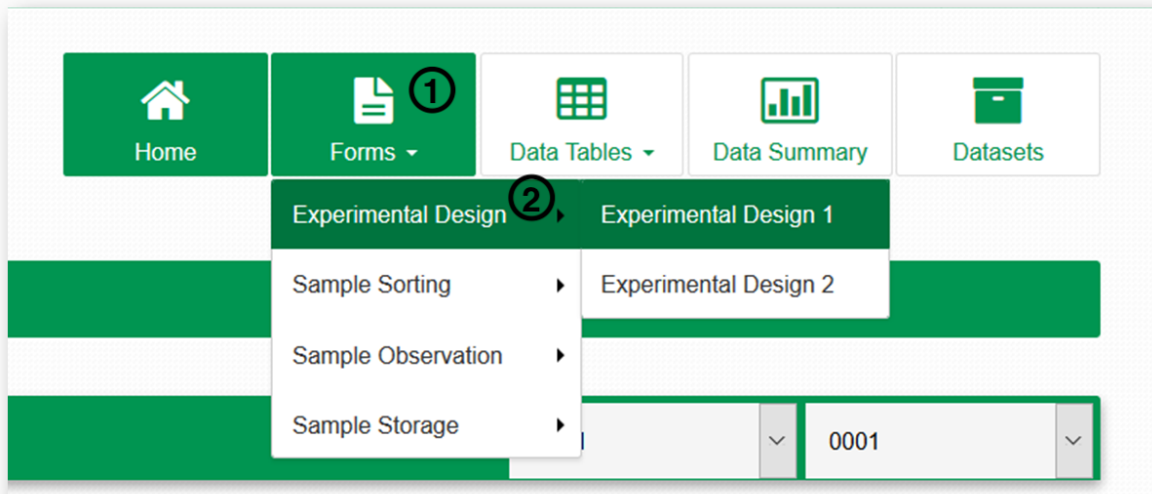 ①
Home
Forms
Data Tables
Data Summary
Datasets
②
Experimental Design
Experimental Design 1
Sample Sorting
Experimental Design 2
Sample Observation
Sample Storage
0001